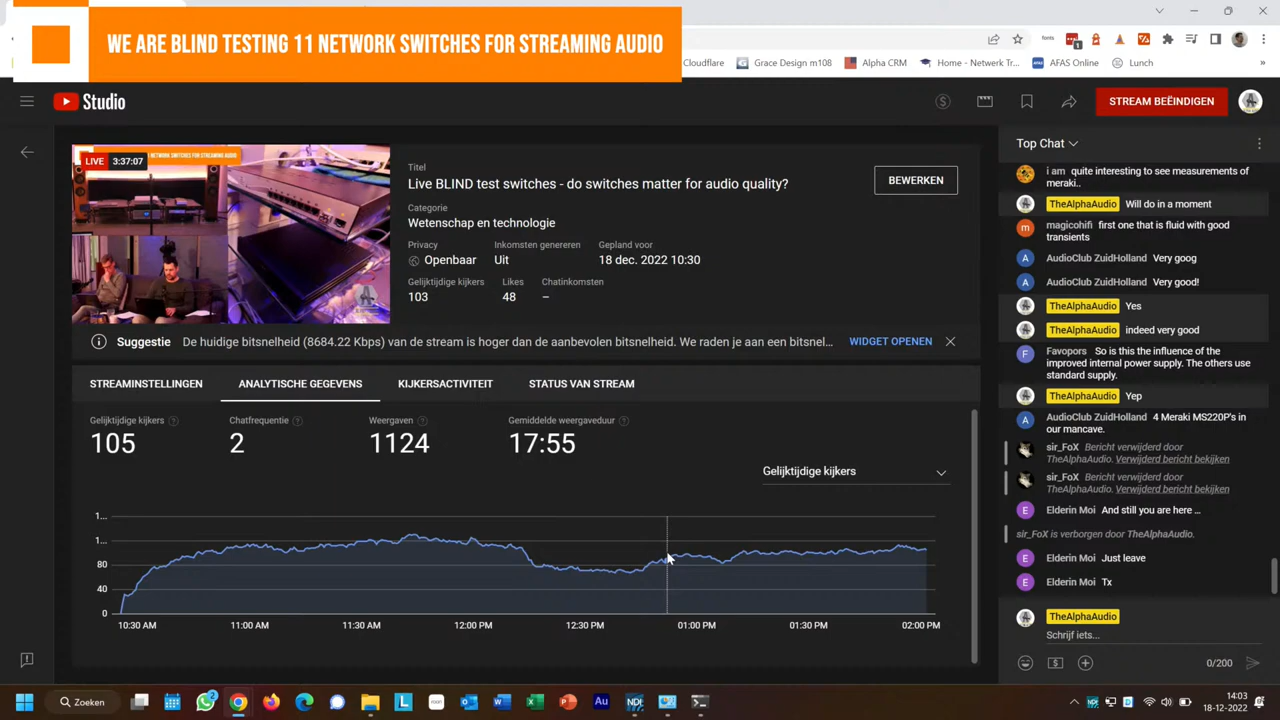 WE ARE BLIND TESTING 11 NETWORK SWITCHES FOR STREAMING AUDIO
fonts
1
Cloudflare
Grace Design m108
Alpha CRM
Home - Netwerk Tr...
AFAS Online
Lunch
Studio
STREAM BEËINDIGEN
LIVE 3:37:07
NETWORK SWITCHES FOR STREAMING AUDIO
Titel
Live BLIND test switches - do switches matter for audio quality?
BEWERKEN
Categorie
Wetenschap en technologie
Privacy
Inkomsten genereren
Gepland voor
Openbaar
Uit
18 dec. 2022 10:30
Gelijktijdige kijkers
Likes
Chatinkomsten
103
48
–
Suggestie
De huidige bitsnelheid (8684.22 Kbps) van de stream is hoger dan de aanbevolen bitsnelheid. We raden je aan een bitsnel...
WIDGET OPENEN
STREAMINSTELLINGEN
ANALYTISCHE GEGEVENS
KIJKERSACTIVITEIT
STATUS VAN STREAM
Gelijktijdige kijkers
Chatfrequentie
Weergaven
Gemiddelde weergaveduur
105
2
1124
17:55
Gelijktijdige kijkers
1...
1...
80
40
0
10:30 AM
11:00 AM
11:30 AM
12:00 PM
12:30 PM
01:00 PM
01:30 PM
02:00 PM
Top Chat
i am quite interesting to see measurements of
meraki..
TheAlphaAudio Will do in a moment
magicohifi first one that is fluid with good
transients
AudioClub ZuidHolland Very goog
AudioClub ZuidHolland Very good!
TheAlphaAudio Yes
TheAlphaAudio indeed very good
Favopors So is this the influence of the
improved internal power supply. The others use
standard supply.
TheAlphaAudio Yep
AudioClub ZuidHolland 4 Meraki MS220P's in
our mancave.
sir_FoX Bericht verwijderd door
TheAlphaAudio. Verwijderd bericht bekijken
sir_FoX Bericht verwijderd door
TheAlphaAudio. Verwijderd bericht bekijken
Elderin Moi And still you are here ...
sir_FoX is verborgen door TheAlphaAudio.
Elderin Moi Just leave
Elderin Moi Tx
TheAlphaAudio
Schrijf iets...
0/200
Zoeken
2
14:03
18-12-2022